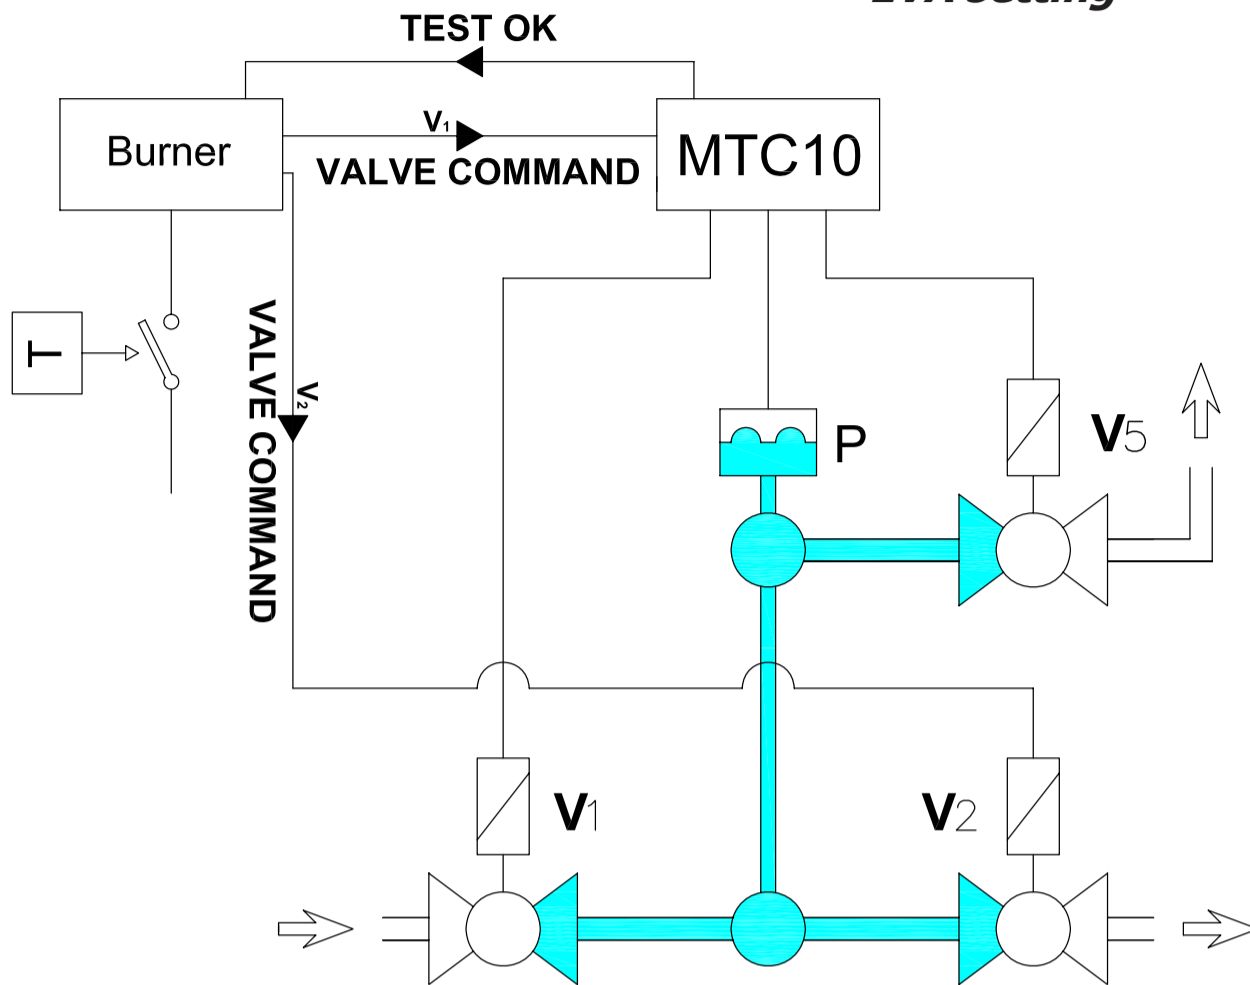 TEST OK
Burner
V₁
VALVE COMMAND
MTC10
T
VALVE COMMAND
V₂
P
V5
V1
V2